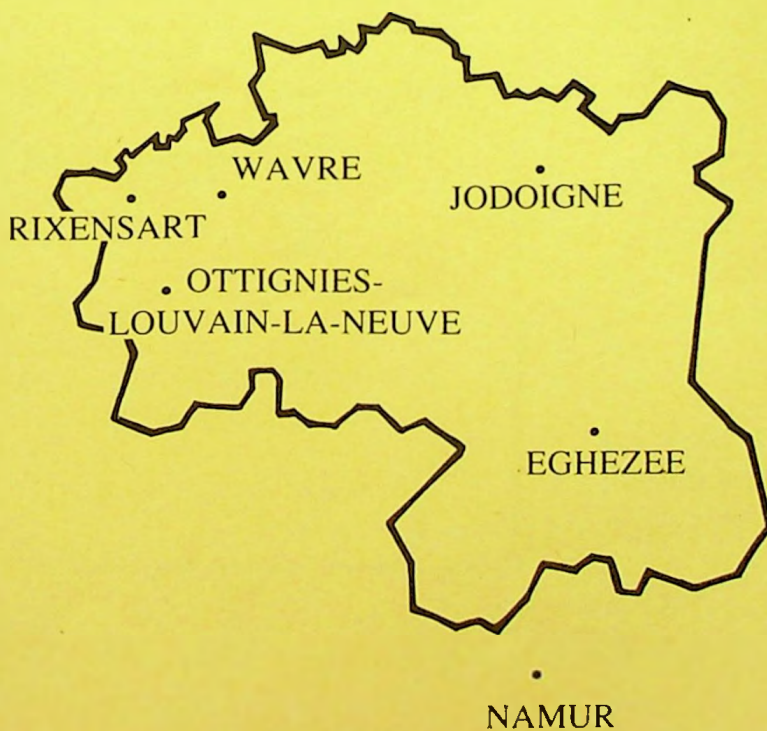 WAVRE
JODOIGNE
RIXENSART
OTTIGNIES-
LOUVAIN-LA-NEUVE
EGHEZEE
NAMUR